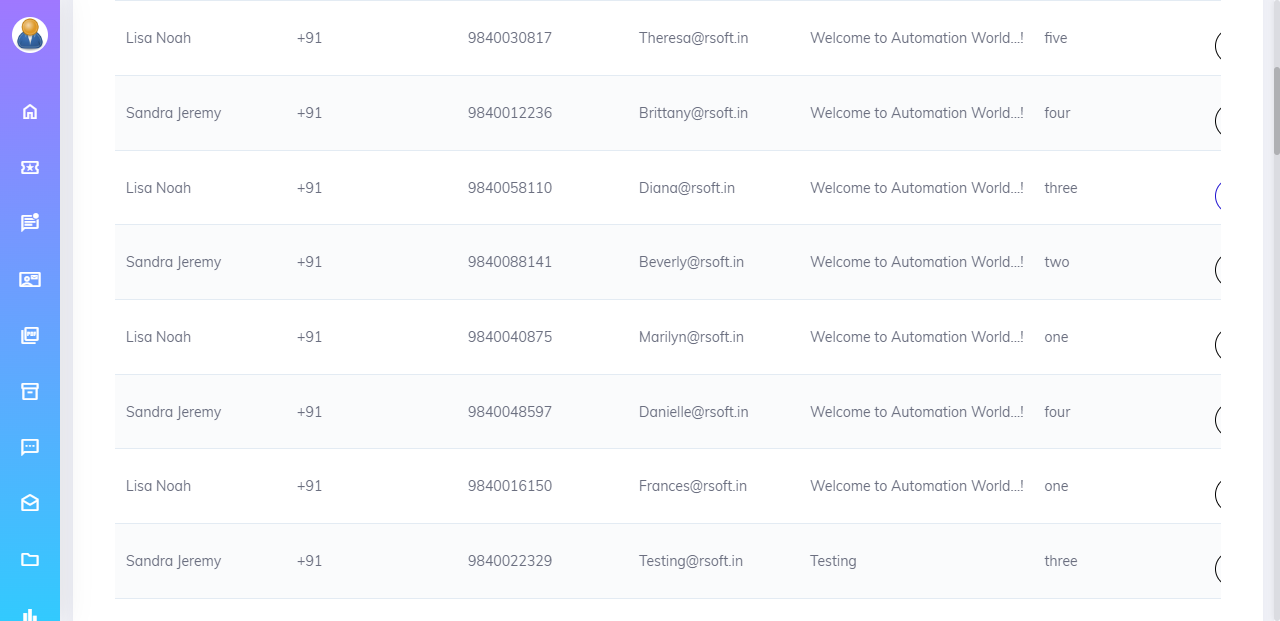 Lisa Noah +91 9840030817 Theresa@rsoft.in Welcome to Automation World...! five
Sandra Jeremy +91 9840012236 Brittany@rsoft.in Welcome to Automation World...! four
Lisa Noah +91 9840058110 Diana@rsoft.in Welcome to Automation World...! three
Sandra Jeremy +91 9840088141 Beverly@rsoft.in Welcome to Automation World...! two
Lisa Noah +91 9840040875 Marilyn@rsoft.in Welcome to Automation World...! one
Sandra Jeremy +91 9840048597 Danielle@rsoft.in Welcome to Automation World...! four
Lisa Noah +91 9840016150 Frances@rsoft.in Welcome to Automation World...! one
Sandra Jeremy +91 9840022329 Testing@rsoft.in Testing three